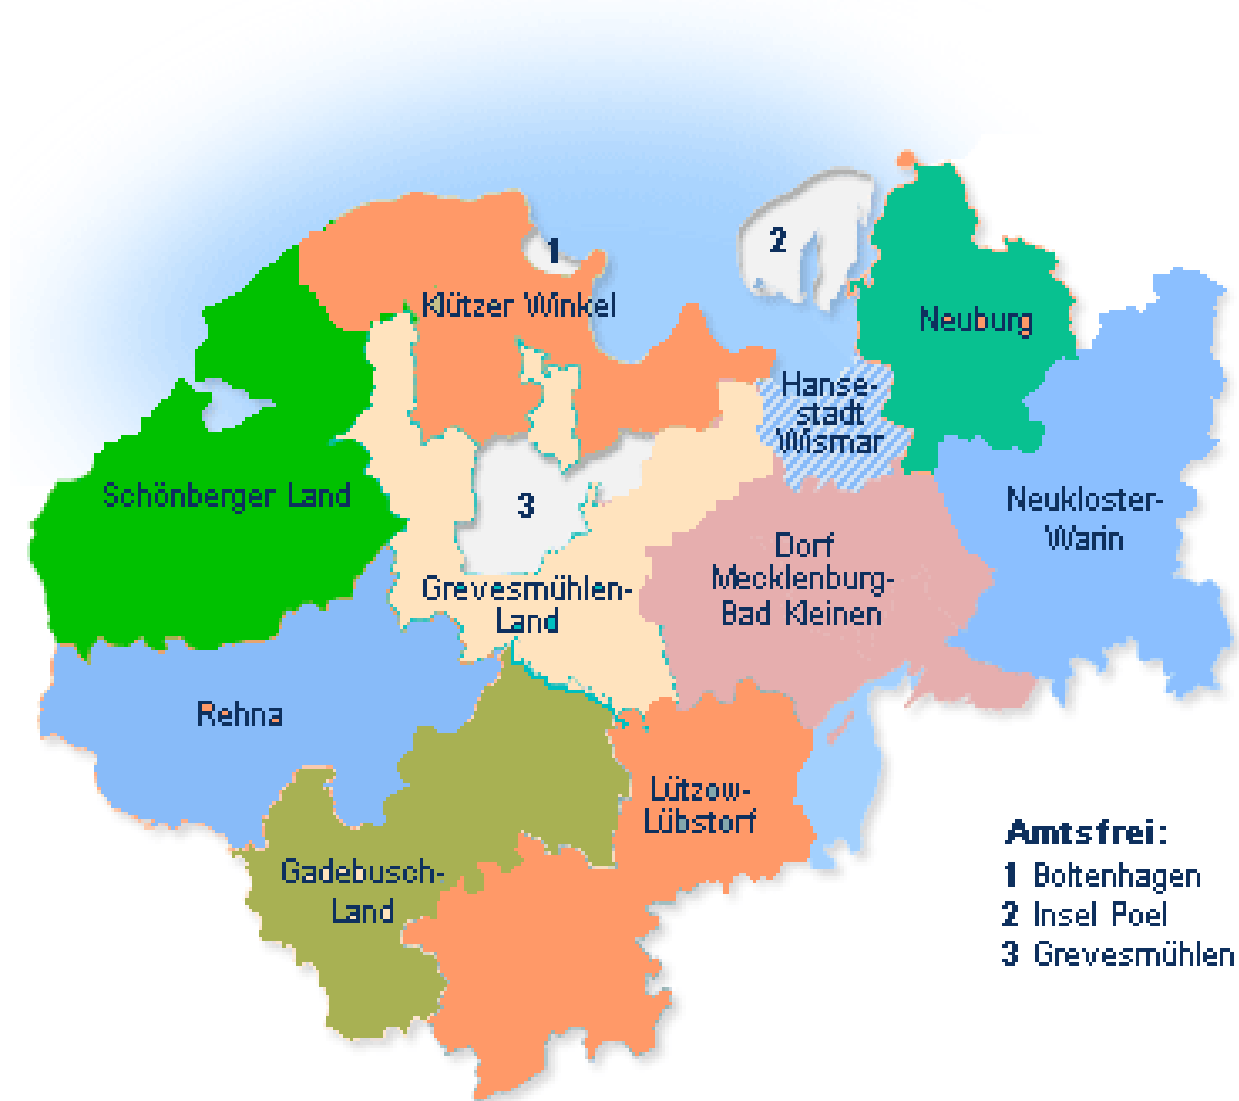 1
2
Klützer Winkel
Neuburg
Hanse-
stadt
Wismar
Schönberger Land
3
Neukloster-
Warin
Dorf
Mecklenburg-
Bad Kleinen
Grevesmühlen-
Land
Rehna
Lützow-
Lübstorf
Gadebusch-
Land
Amtsfrei:
1 Boltenhagen
2 Insel Poel
3 Grevesmühlen